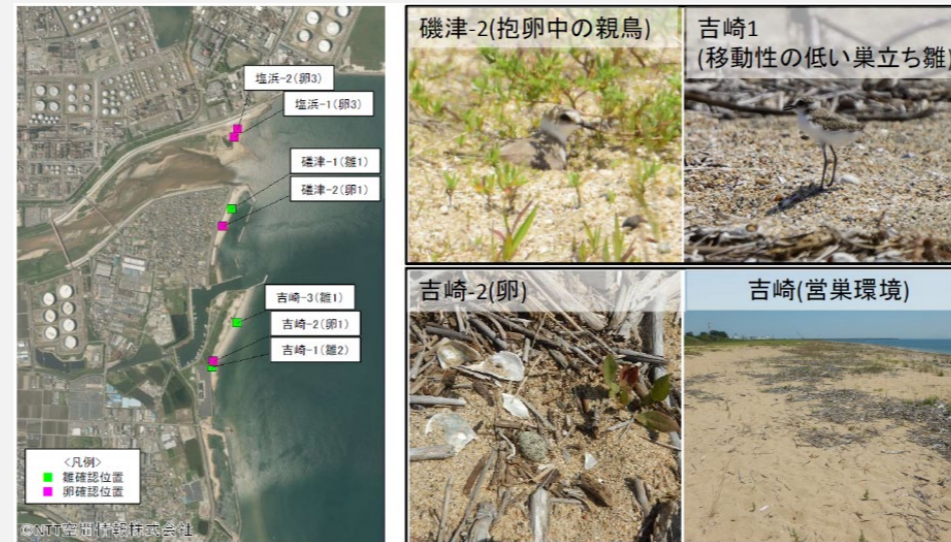 塩浜-2(卵3)
塩浜-1(卵3)
磯津-1(雛1)
磯津-2(卵1)
吉崎-3(雛1)
吉崎-2(卵1)
吉崎-1(雛2)
<凡例>
雛確認位置
卵確認位置
©NTT空間情報株式会社
磯津-2(抱卵中の親鳥)
吉崎1
(移動性の低い巣立ち雛)
吉崎-2(卵)
吉崎(営巣環境)